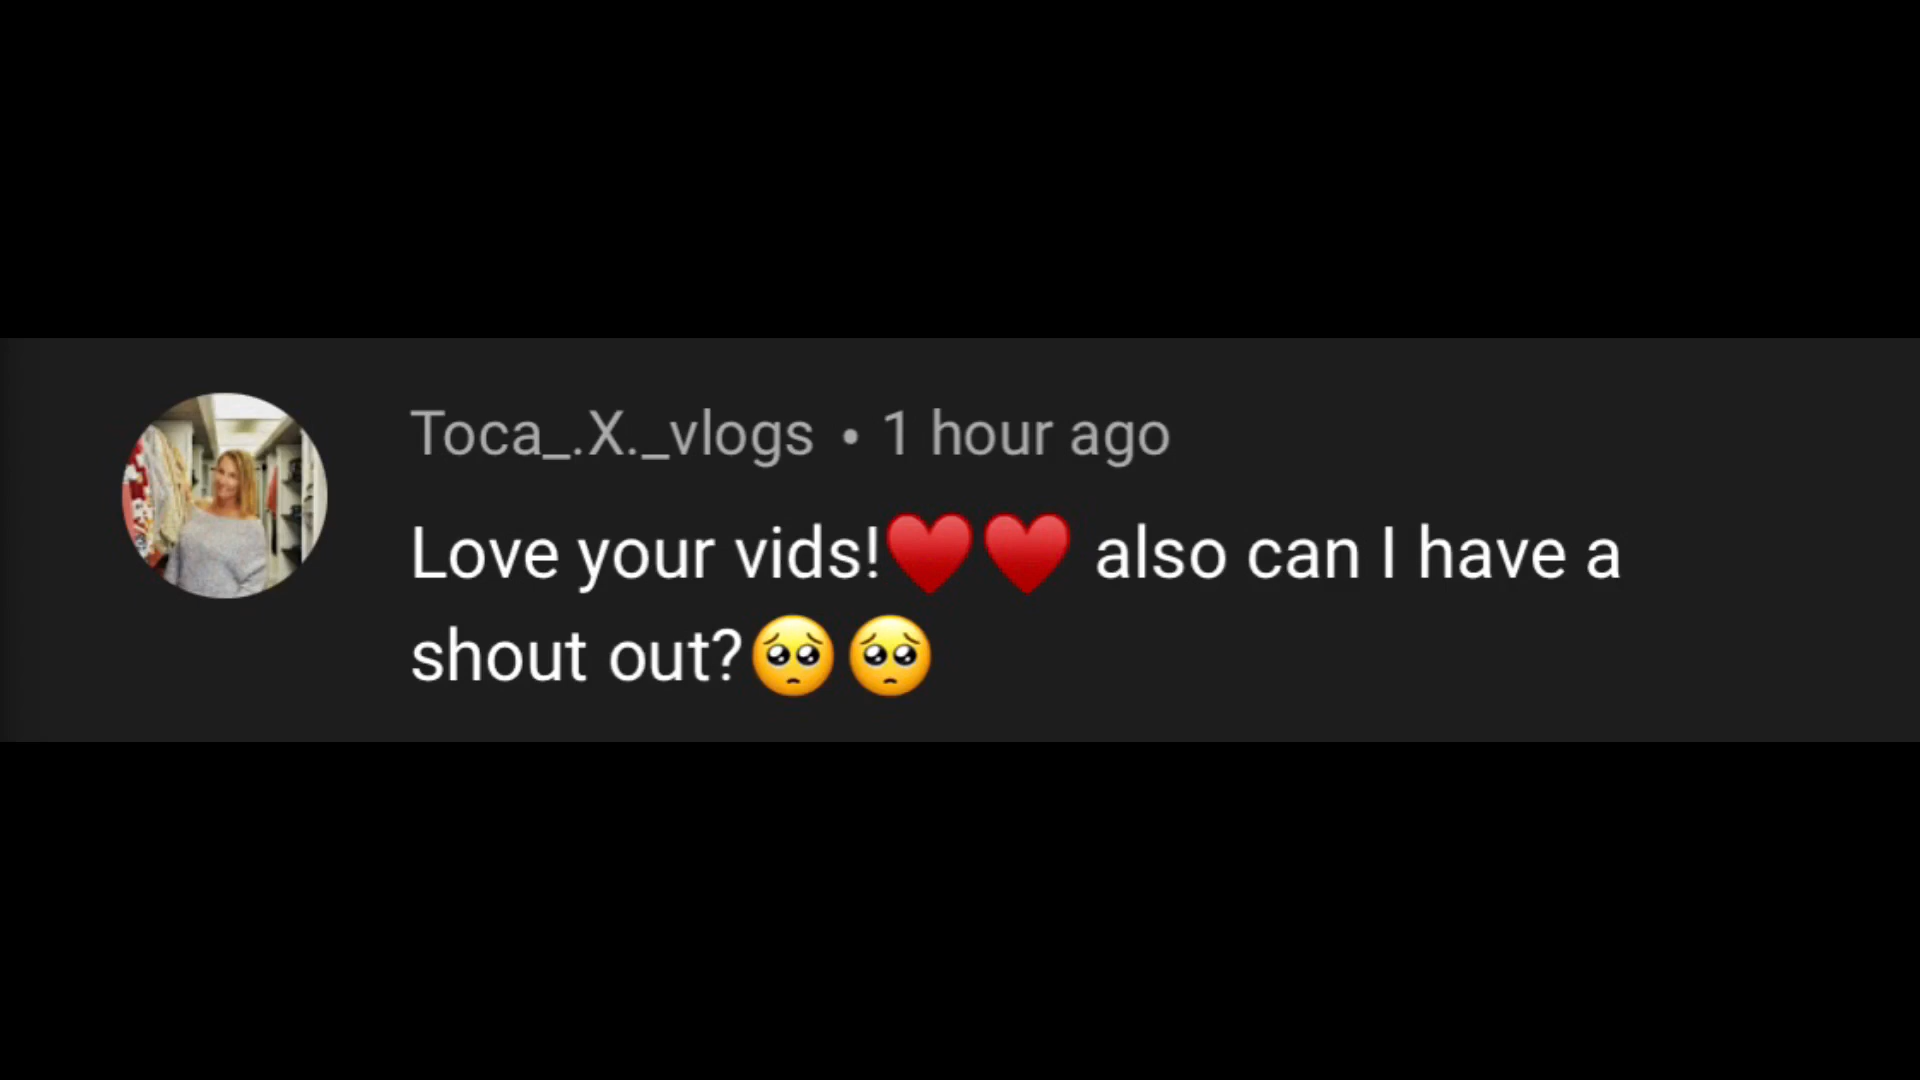 Toca_.X._vlogs • 1 hour ago
Love your vids!♥️♥️ also can I have a
shout out?🥺🥺